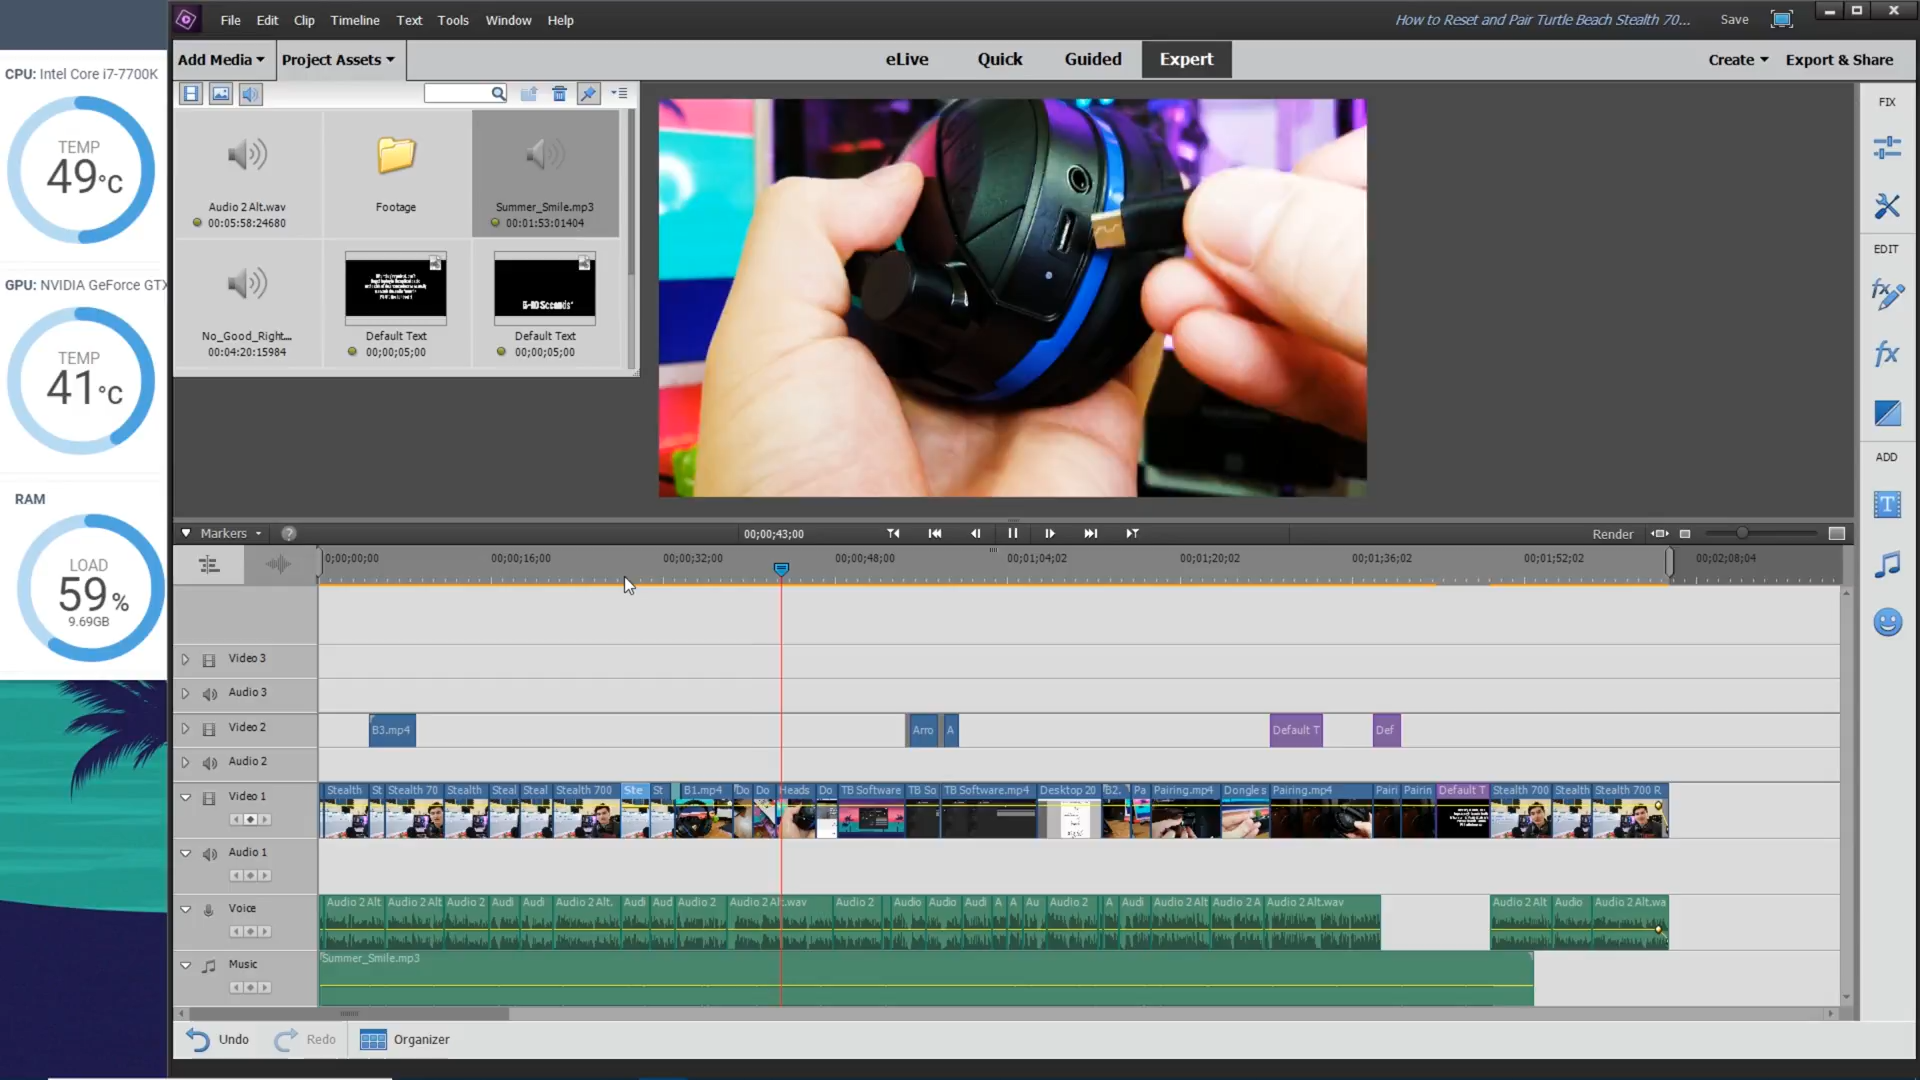 File Edit Clip Timeline Text Tools Window Help
How to Reset and Pair Turtle Beach Stealth 70...
Save
Add Media
Project Assets
eLive Quick Guided Expert
Create
Export & Share
CPU: Intel Core i7-7700K
TEMP
49°C
GPU: NVIDIA GeForce GTX
TEMP
41°C
RAM
LOAD
59 %
9.69GB
Audio 2 Alt.wav
00:05:58:24680
Footage
Summer_Smile.mp3
00:01:53:01404
No_Good_Right...
00:04:20:15984
5-10 Seconds*
Default Text
00;00;05;00
Default Text
00;00;05;00
FIX
EDIT
ADD
Markers
00;00;43;00
Render
0;00;00;00
00;00;16;00
00;00;32;00
00;00;48;00
00;01;04;02
00;01;20;02
00;01;36;02
00;01;52;02
00;02;08;04
Video 3
Audio 3
Video 2
B3.mp4
Arro
A
Default T
Def
Audio 2
Video 1
Stealth St Stealth 70 Stealth Steal Steal Stealth 700 Ste St B1.mp4 Do Do Heads Do TB Software TB So TB Software.mp4 Desktop 20 B2. Pa Pairing.mp4 Dongle s Pairing.mp4 Pairi Pairin Default T Stealth 700 Stealth Stealth 700 R
Audio 1
Voice
Audio 2 Alt Audio 2 Alt Audio 2 Audi Audi Audio 2 Alt. Audi Aud Audio 2 Audio 2 Alt.wav Audio 2 Audio Audio Audi A A Au Audio 2 A Audi Audio 2 Alt Audio 2 A Audio 2 Alt.wav Audio 2 Alt Audio Audio 2 Alt.wa
Music
Summer_Smile.mp3
Undo
Redo
Organizer